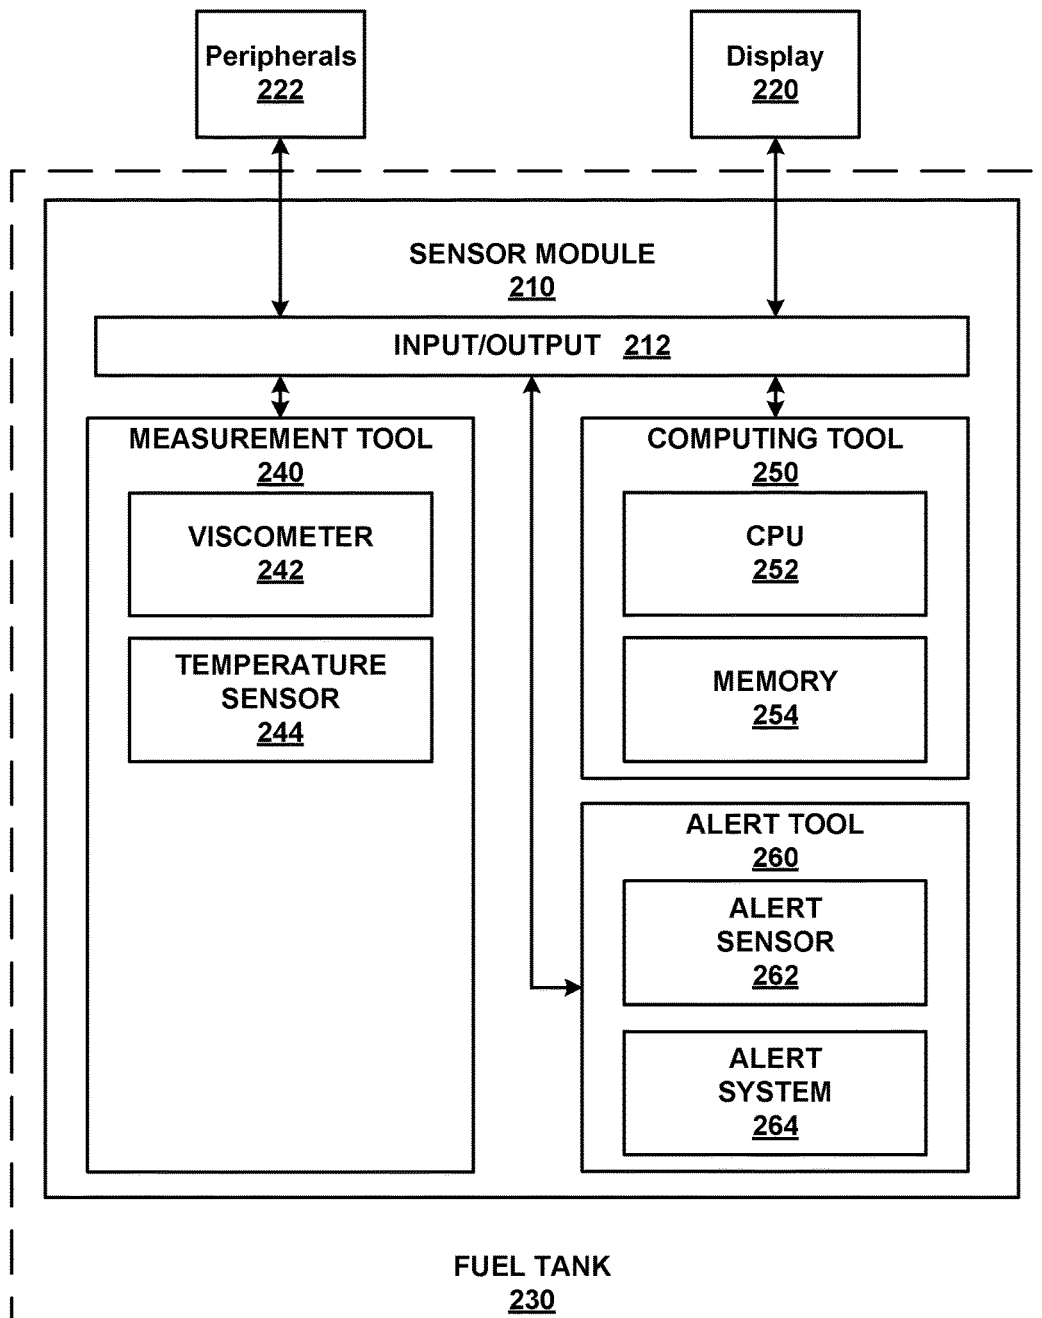 Peripherals
222
Display
220
SENSOR MODULE
210
INPUT/OUTPUT 212
MEASUREMENT TOOL
240
VISCOMETER
242
TEMPERATURE
SENSOR
244
COMPUTING TOOL
250
CPU
252
MEMORY
254
ALERT TOOL
260
ALERT
SENSOR
262
ALERT
SYSTEM
264
FUEL TANK
230